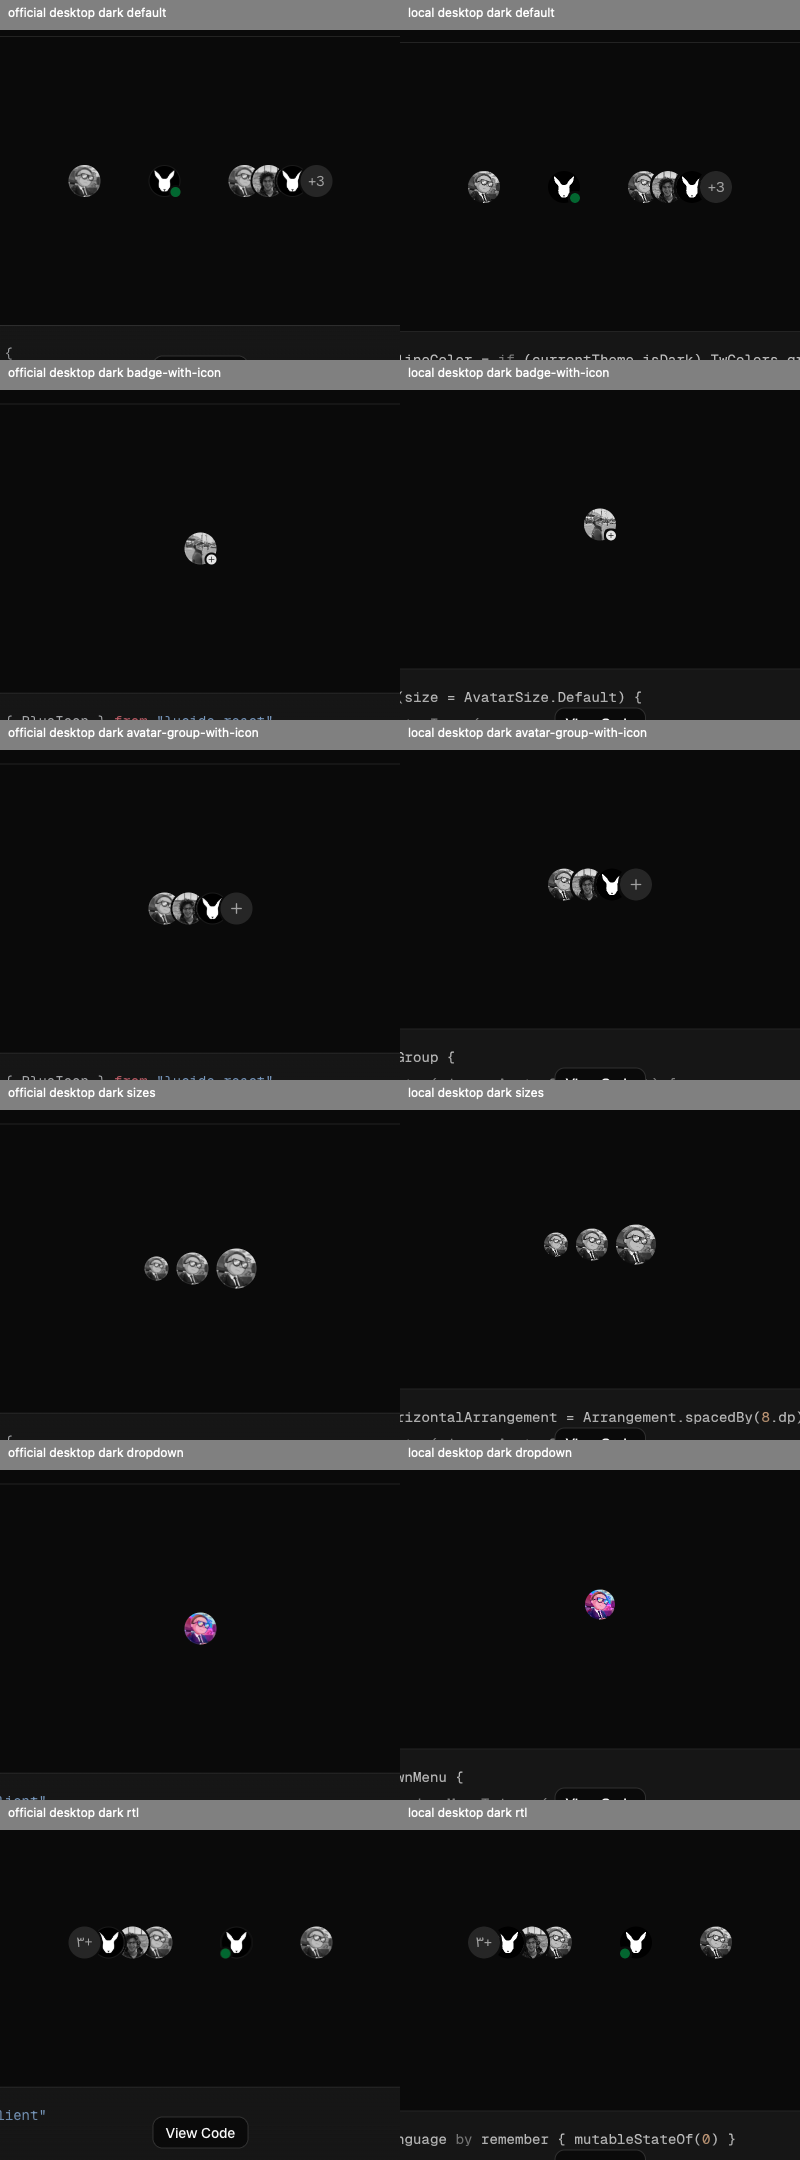 official desktop dark default
local desktop dark default
+3
+3
{
(currentTheme.isDark)
official desktop dark badge-with-icon
local desktop dark badge-with-icon
(size = AvatarSize.Default) {
official desktop dark avatar-group-with-icon
local desktop dark avatar-group-with-icon
Group {
official desktop dark sizes
local desktop dark sizes
rizontalArrangement = Arrangement.spacedBy(8.dp)
official desktop dark dropdown
local desktop dark dropdown
wnMenu {
official desktop dark rtl
local desktop dark rtl
٣+
٣+
lient"
View Code
nguage by remember { mutableStateOf(0) }